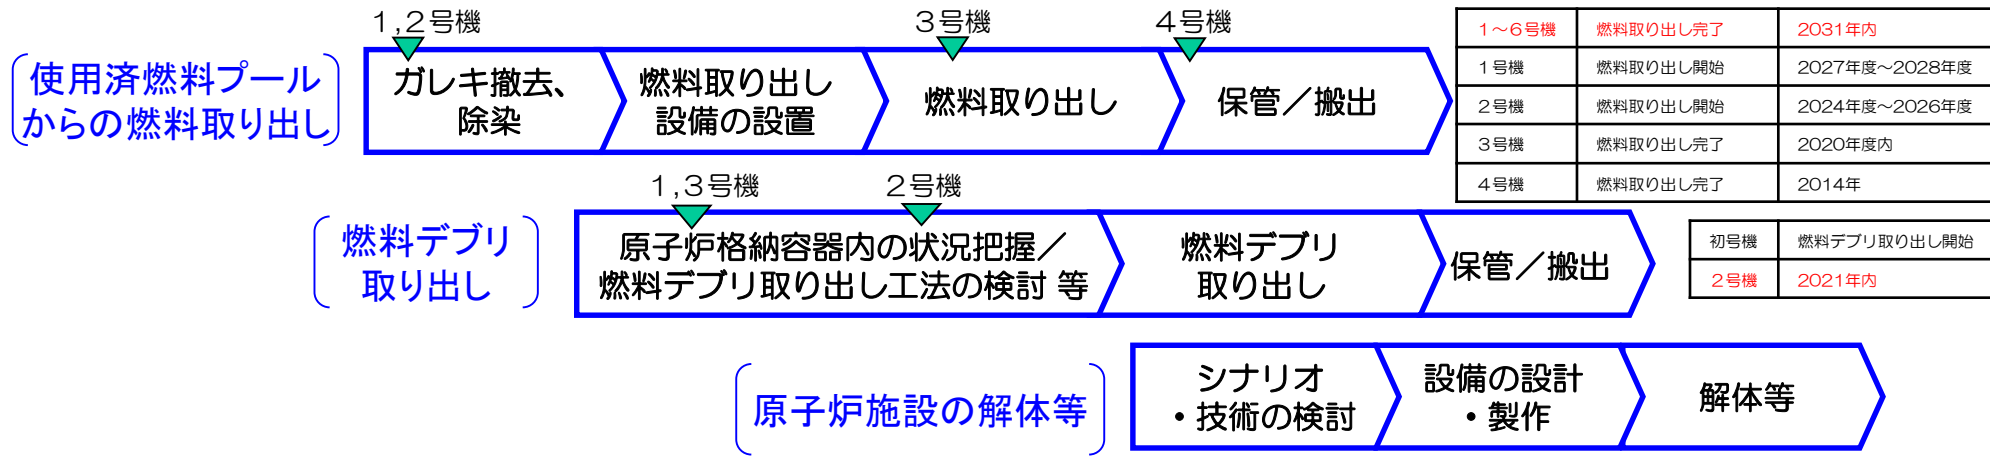 1,2号機
3号機
4号機
使用済燃料プール
からの燃料取り出し
ガレキ撤去、
除染
燃料取り出し
設備の設置
燃料取り出し
保管／搬出
1～6号機 燃料取り出し完了 2031年内
1号機 燃料取り出し開始 2027年度～2028年度
2号機 燃料取り出し開始 2024年度～2026年度
3号機 燃料取り出し完了 2020年度内
4号機 燃料取り出し完了 2014年
1,3号機
2号機
燃料デブリ
取り出し
原子炉格納容器内の状況把握／
燃料デブリ取り出し工法の検討 等
燃料デブリ
取り出し
保管／搬出
初号機 燃料デブリ取り出し開始
2号機 2021年内
原子炉施設の解体等
シナリオ
・技術の検討
設備の設計
・製作
解体等